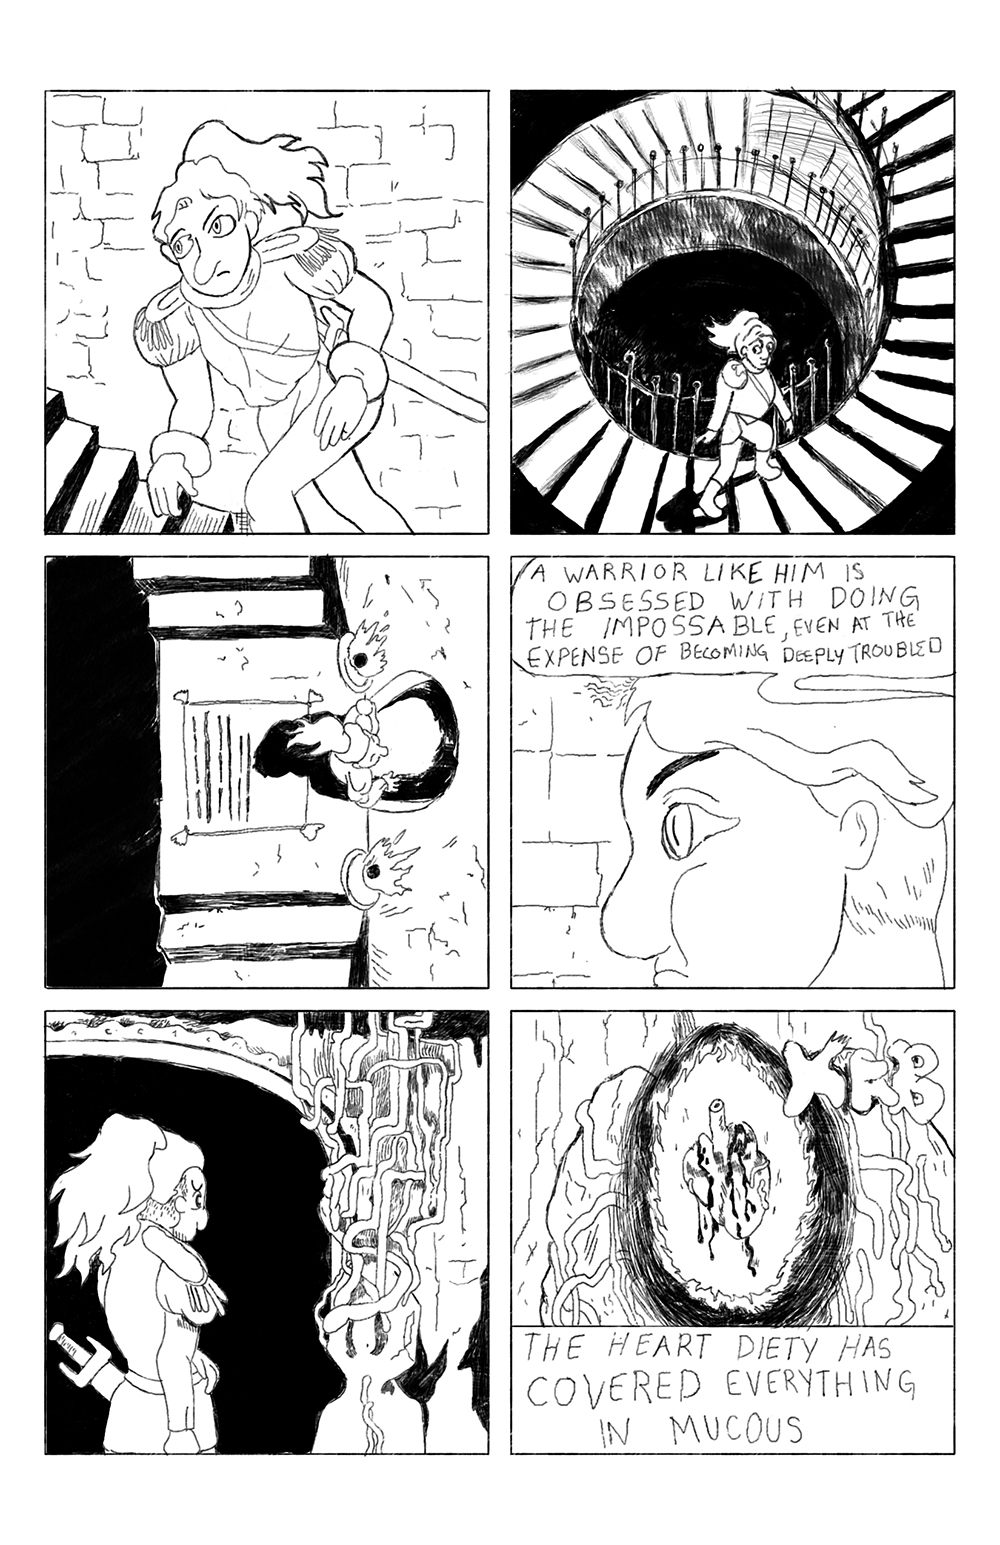 A WARRIOR LIKE HIM IS
OBSESSED WITH DOING
THE IMPOSSABLE, EVEN AT THE
EXPENSE OF BECOMING DEEPLY TROUBLED
THE HEART DIETY HAS
COVERED EVERYTHING
IN MUCOUS